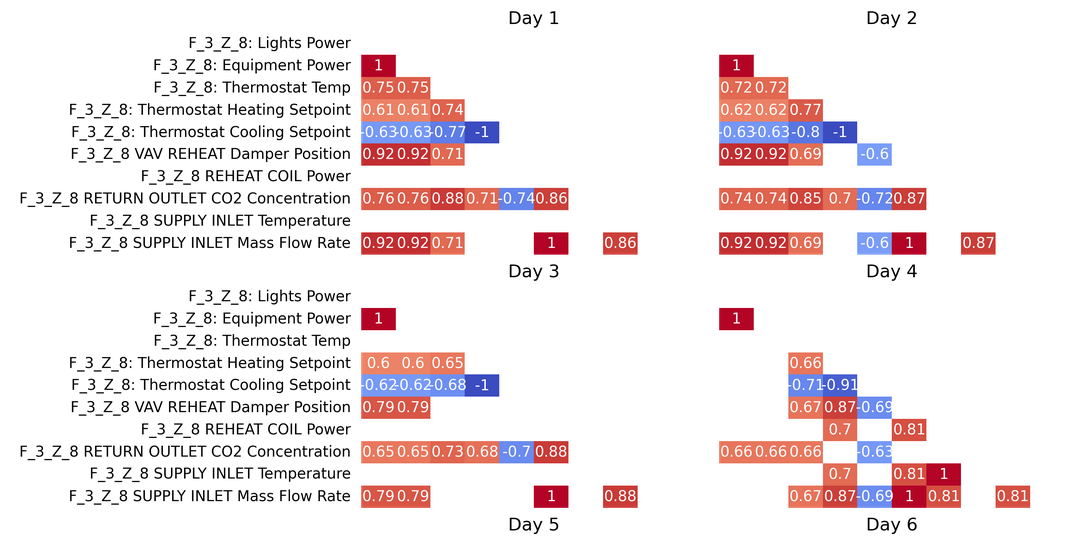 Day 1 Day 2
F_3_Z_8: Lights Power
F_3_Z_8: Equipment Power 1 1
F_3_Z_8: Thermostat Temp 0.75 0.75 0.72 0.72
F_3_Z_8: Thermostat Heating Setpoint 0.61 0.61 0.74 0.62 0.62 0.77
F_3_Z_8: Thermostat Cooling Setpoint -0.63 -0.63 -0.77 -1 -0.63 -0.63 -0.8 -1
F_3_Z_8 VAV REHEAT Damper Position 0.92 0.92 0.71 0.92 0.92 0.69 -0.6
F_3_Z_8 REHEAT COIL Power
F_3_Z_8 RETURN OUTLET CO2 Concentration 0.76 0.76 0.88 0.71 -0.74 0.86 0.74 0.74 0.85 0.7 -0.72 0.87
F_3_Z_8 SUPPLY INLET Temperature
F_3_Z_8 SUPPLY INLET Mass Flow Rate 0.92 0.92 0.71 1 0.86 0.92 0.92 0.69 -0.6 1 0.87
Day 3 Day 4
F_3_Z_8: Lights Power
F_3_Z_8: Equipment Power 1 1
F_3_Z_8: Thermostat Temp
F_3_Z_8: Thermostat Heating Setpoint 0.6 0.6 0.65 0.66
F_3_Z_8: Thermostat Cooling Setpoint -0.62 -0.62 -0.68 -1 -0.71 -0.91
F_3_Z_8 VAV REHEAT Damper Position 0.79 0.79 0.67 0.87 -0.69
F_3_Z_8 REHEAT COIL Power 0.7 0.81
F_3_Z_8 RETURN OUTLET CO2 Concentration 0.65 0.65 0.73 0.68 -0.7 0.88 0.66 0.66 0.66 -0.63
F_3_Z_8 SUPPLY INLET Temperature 0.7 0.81 1
F_3_Z_8 SUPPLY INLET Mass Flow Rate 0.79 0.79 1 0.88 0.67 0.87 -0.69 1 0.81 0.81
Day 5 Day 6